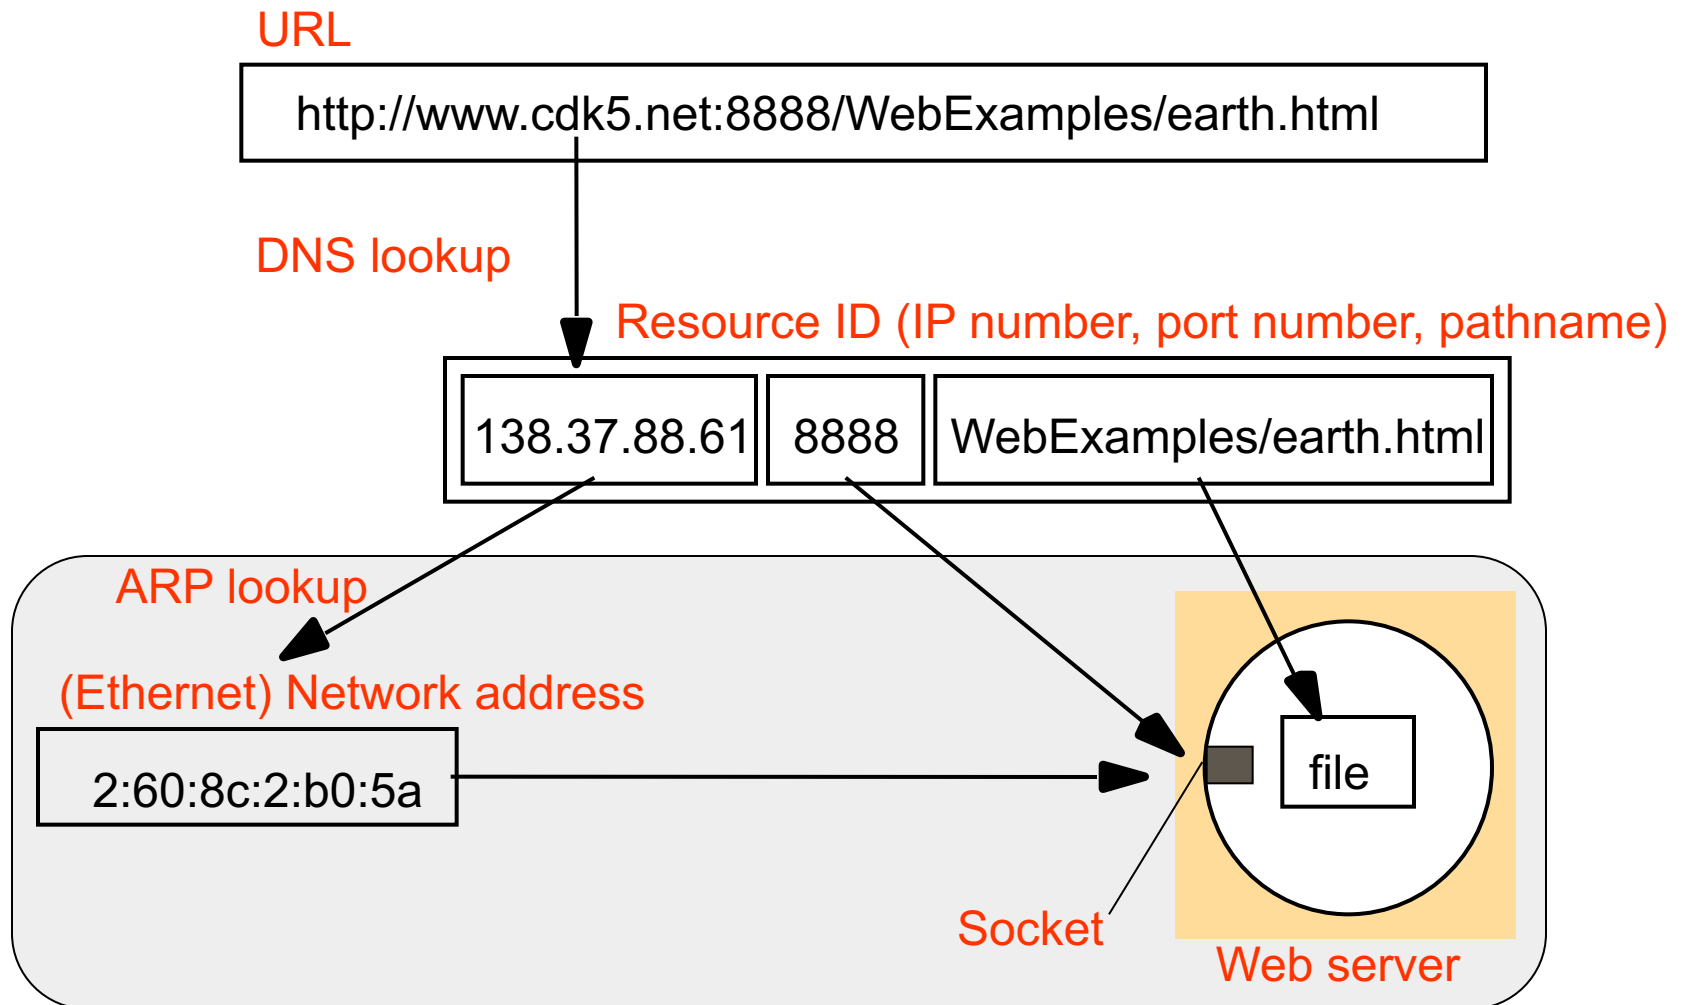 URL
http://www.cdk5.net:8888/WebExamples/earth.html
DNS lookup
Resource ID (IP number, port number, pathname)
138.37.88.61 8888 WebExamples/earth.html
ARP lookup
(Ethernet) Network address
2:60:8c:2:b0:5a
file
Socket
Web server